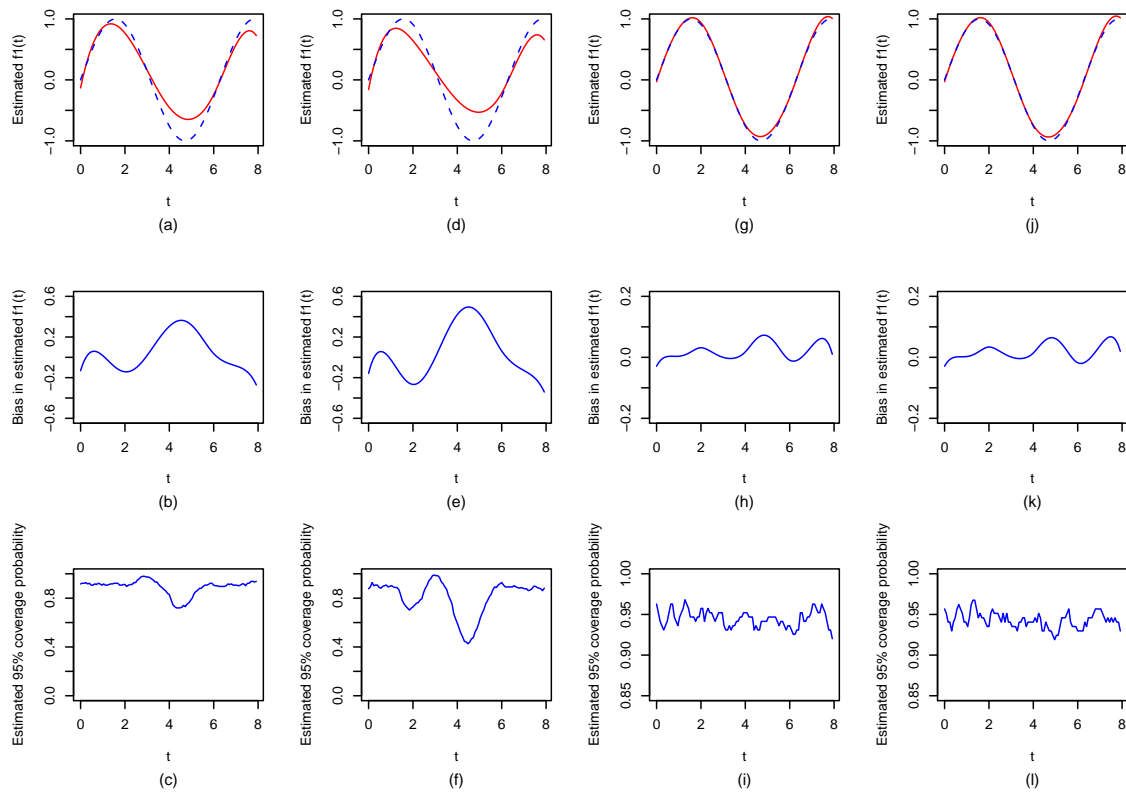 Estimated f1(t)
1.0
0.0
−1.0
0 2 4 6 8
t
(a)
Estimated f1(t)
1.0
0.0
−1.0
0 2 4 6 8
t
(d)
Estimated f1(t)
1.0
0.0
−1.0
0 2 4 6 8
t
(g)
Estimated f1(t)
1.0
0.0
−1.0
0 2 4 6 8
t
(j)
Bias in estimated f1(t)
0.6
0.2
−0.2
−0.6
0 2 4 6 8
t
(b)
Bias in estimated f1(t)
0.6
0.2
−0.2
−0.6
0 2 4 6 8
t
(e)
Bias in estimated f1(t)
0.2
0.0
−0.2
0 2 4 6 8
t
(h)
Bias in estimated f1(t)
0.2
0.0
−0.2
0 2 4 6 8
t
(k)
Estimated 95% coverage probability
0.8
0.4
0.0
0 2 4 6 8
t
(c)
Estimated 95% coverage probability
0.8
0.4
0.0
0 2 4 6 8
t
(f)
Estimated 95% coverage probability
1.00
0.95
0.90
0.85
0 2 4 6 8
t
(i)
Estimated 95% coverage probability
1.00
0.95
0.90
0.85
0 2 4 6 8
t
(l)